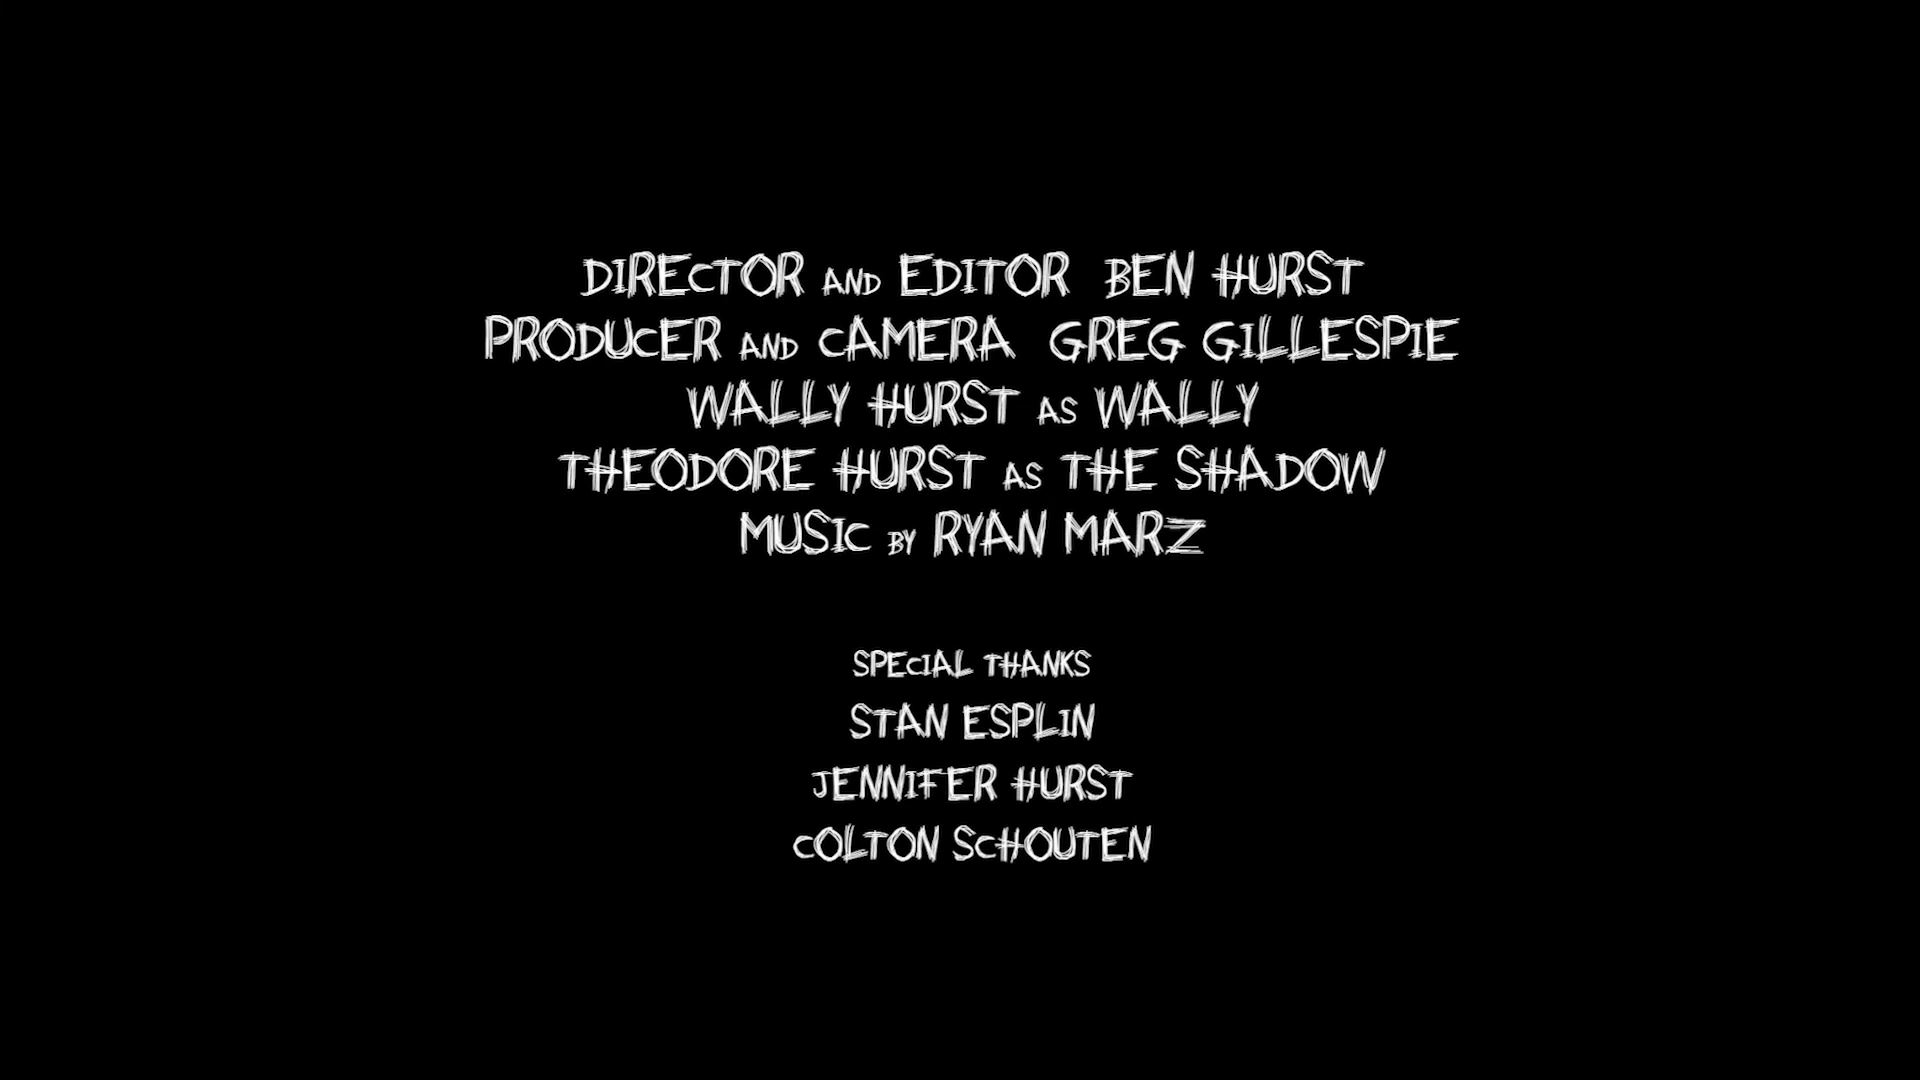 DIRECTOR AND EDITOR BEN HURST
PRODUCER AND CAMERA GREG GILLESPIE
WALLY HURST AS WALLY
THEODORE HURST AS THE SHADOW
MUSIC BY RYAN MARZ
SPECIAL THANKS
STAN ESPLIN
JENNIFER HURST
COLTON SCHOUTEN